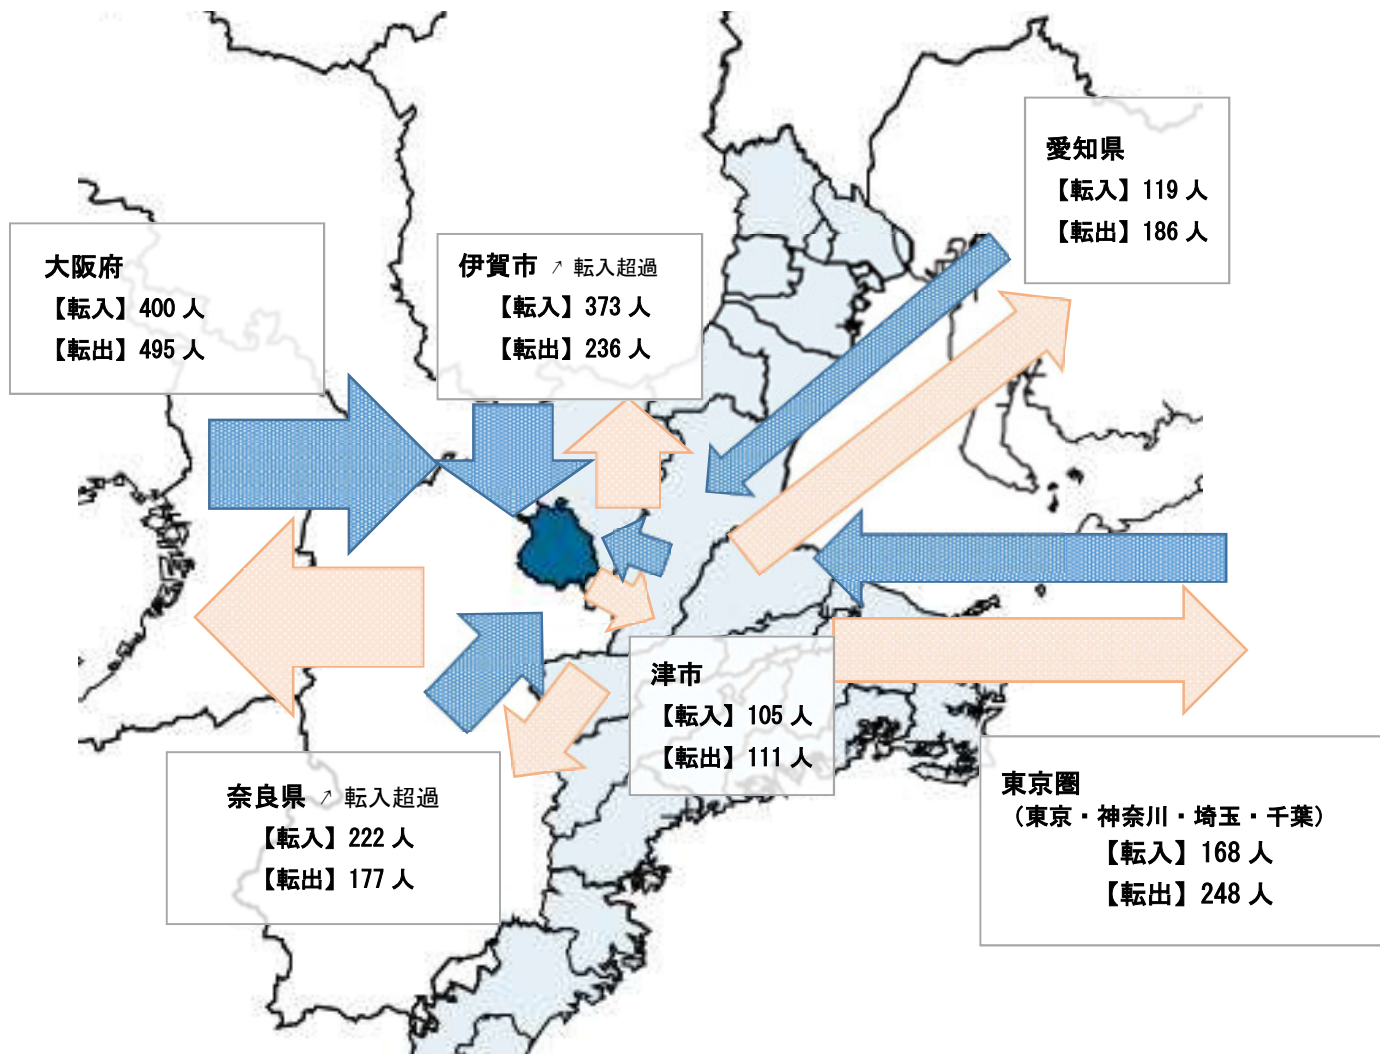 愛知県
【転入】119 人
【転出】186 人
大阪府
【転入】400 人
【転出】495 人
伊賀市 ↗ 転入超過
【転入】373 人
【転出】236 人
津市
【転入】105 人
【転出】111 人
奈良県 ↗ 転入超過
【転入】222 人
【転出】177 人
東京圏
（東京・神奈川・埼玉・千葉）
【転入】168 人
【転出】248 人